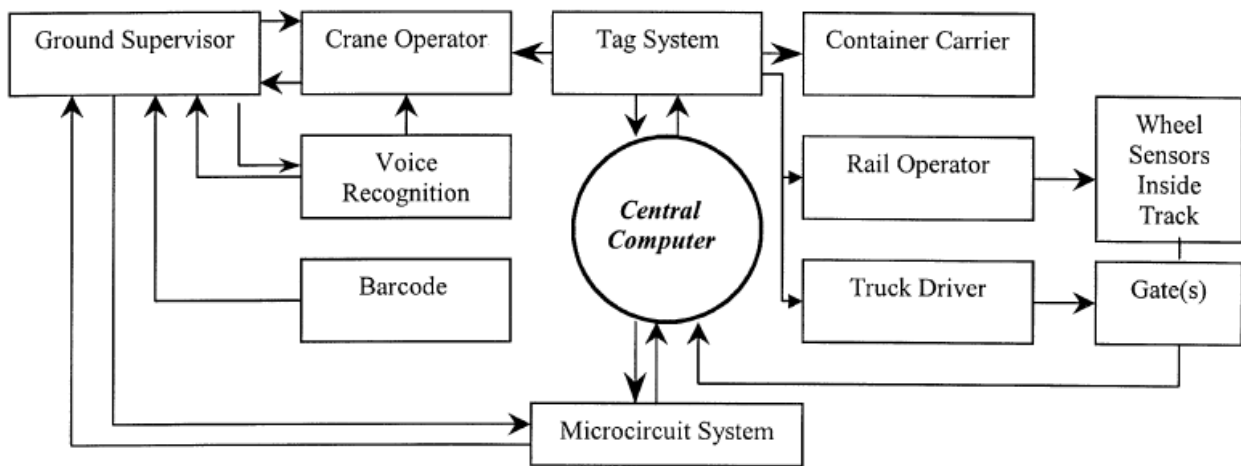 Ground Supervisor
Crane Operator
Tag System
Container Carrier
Voice
Recognition
Central
Computer
Rail Operator
Wheel
Sensors
Inside
Track
Barcode
Truck Driver
Gate(s)
Microcircuit System